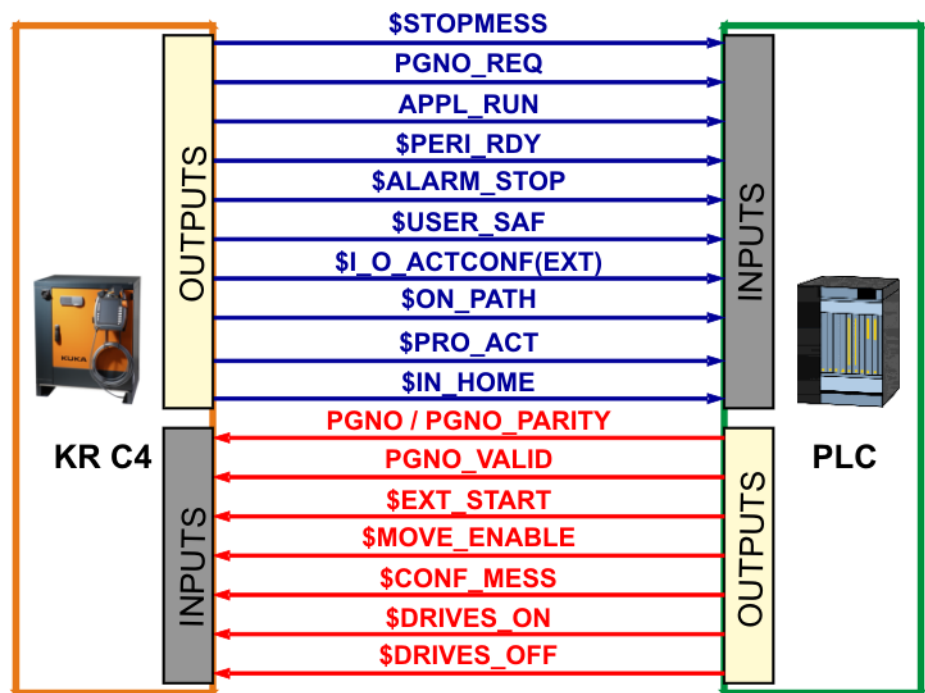 $STOPMESS
PGNO_REQ
APPL_RUN
$PERI_RDY
$ALARM_STOP
$USER_SAF
$I_O_ACTCONF(EXT)
$ON_PATH
$PRO_ACT
$IN_HOME
OUTPUTS
INPUTS
KUKA
PGNO / PGNO_PARITY
KR C4
PLC
PGNO_VALID
$EXT_START
$MOVE_ENABLE
$CONF_MESS
$DRIVES_ON
$DRIVES_OFF
INPUTS
OUTPUTS